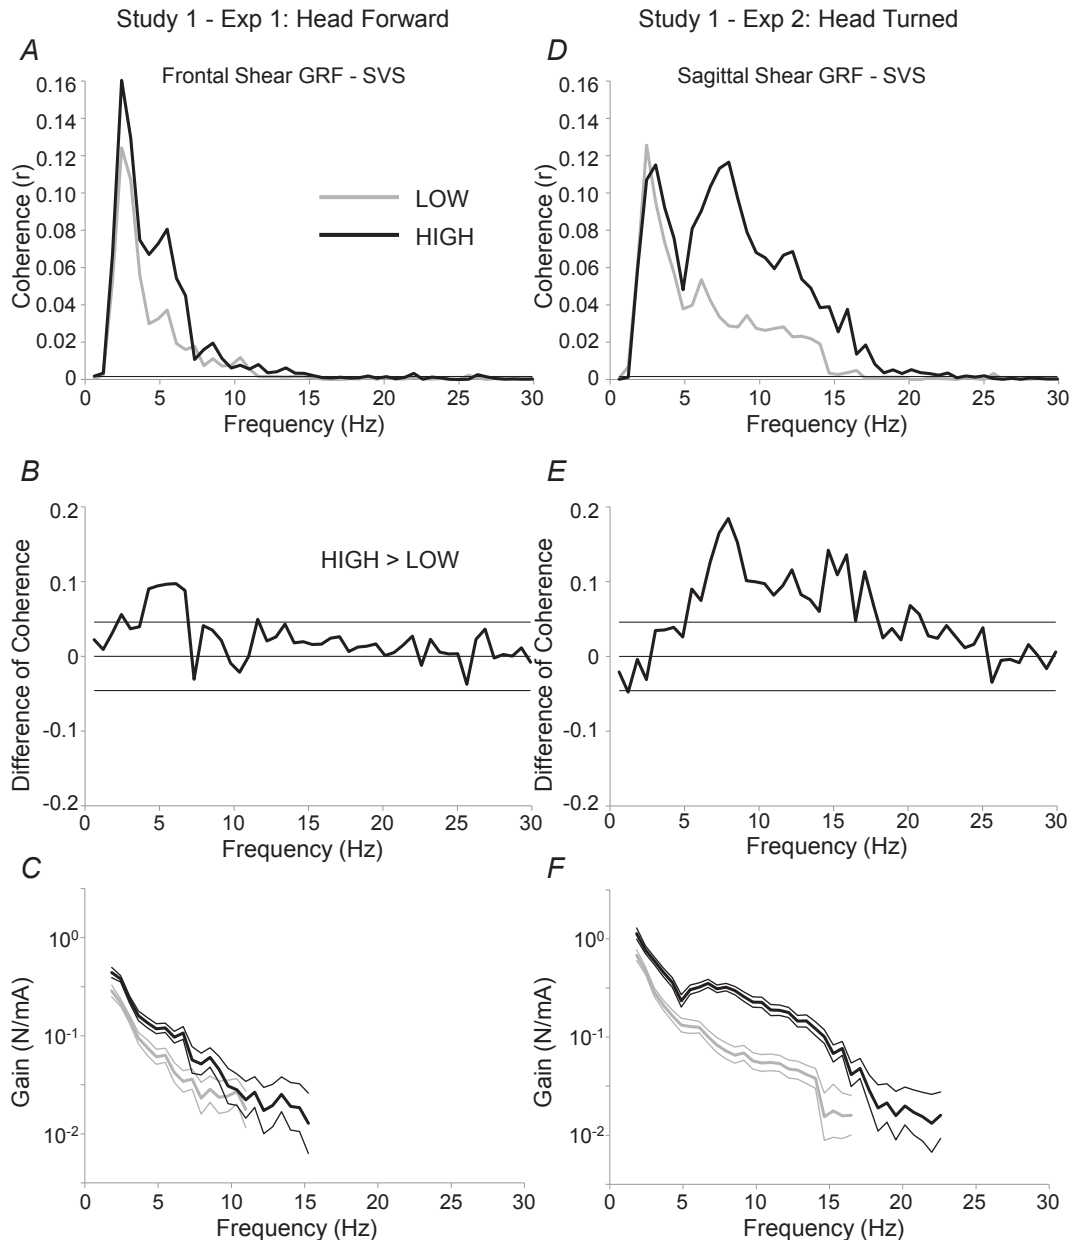 Study 1 - Exp 1: Head Forward
Study 1 - Exp 2: Head Turned
A
Frontal Shear GRF - SVS
0.16
0.14
0.12
0.10
0.08
0.06
0.04
0.02
0
Coherence (r)
LOW
HIGH
0 5 10 15 20 25 30
Frequency (Hz)
D
Sagittal Shear GRF - SVS
0.16
0.14
0.12
0.10
0.08
0.06
0.04
0.02
0
Coherence (r)
0 5 10 15 20 25 30
Frequency (Hz)
B
0.2
0.1
0
-0.1
-0.2
Difference of Coherence
HIGH > LOW
0 5 10 15 20 25 30
Frequency (Hz)
E
0.2
0.1
0
-0.1
-0.2
Difference of Coherence
0 5 10 15 20 25 30
Frequency (Hz)
C
10⁰
10⁻¹
10⁻²
Gain (N/mA)
0 5 10 15 20 25 30
Frequency (Hz)
F
10⁰
10⁻¹
10⁻²
Gain (N/mA)
0 5 10 15 20 25 30
Frequency (Hz)